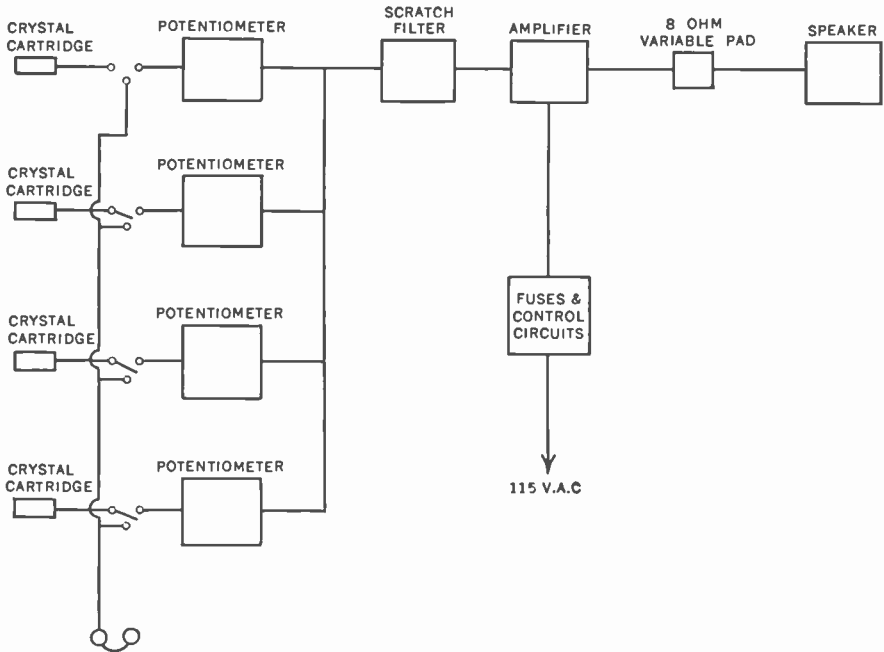 CRYSTAL
CARTRIDGE
POTENTIOMETER
SCRATCH
FILTER
AMPLIFIER
8 OHM
VARIABLE PAD
SPEAKER
CRYSTAL
CARTRIDGE
POTENTIOMETER
CRYSTAL
CARTRIDGE
POTENTIOMETER
FUSES &
CONTROL
CIRCUITS
CRYSTAL
CARTRIDGE
POTENTIOMETER
115 V.A.C